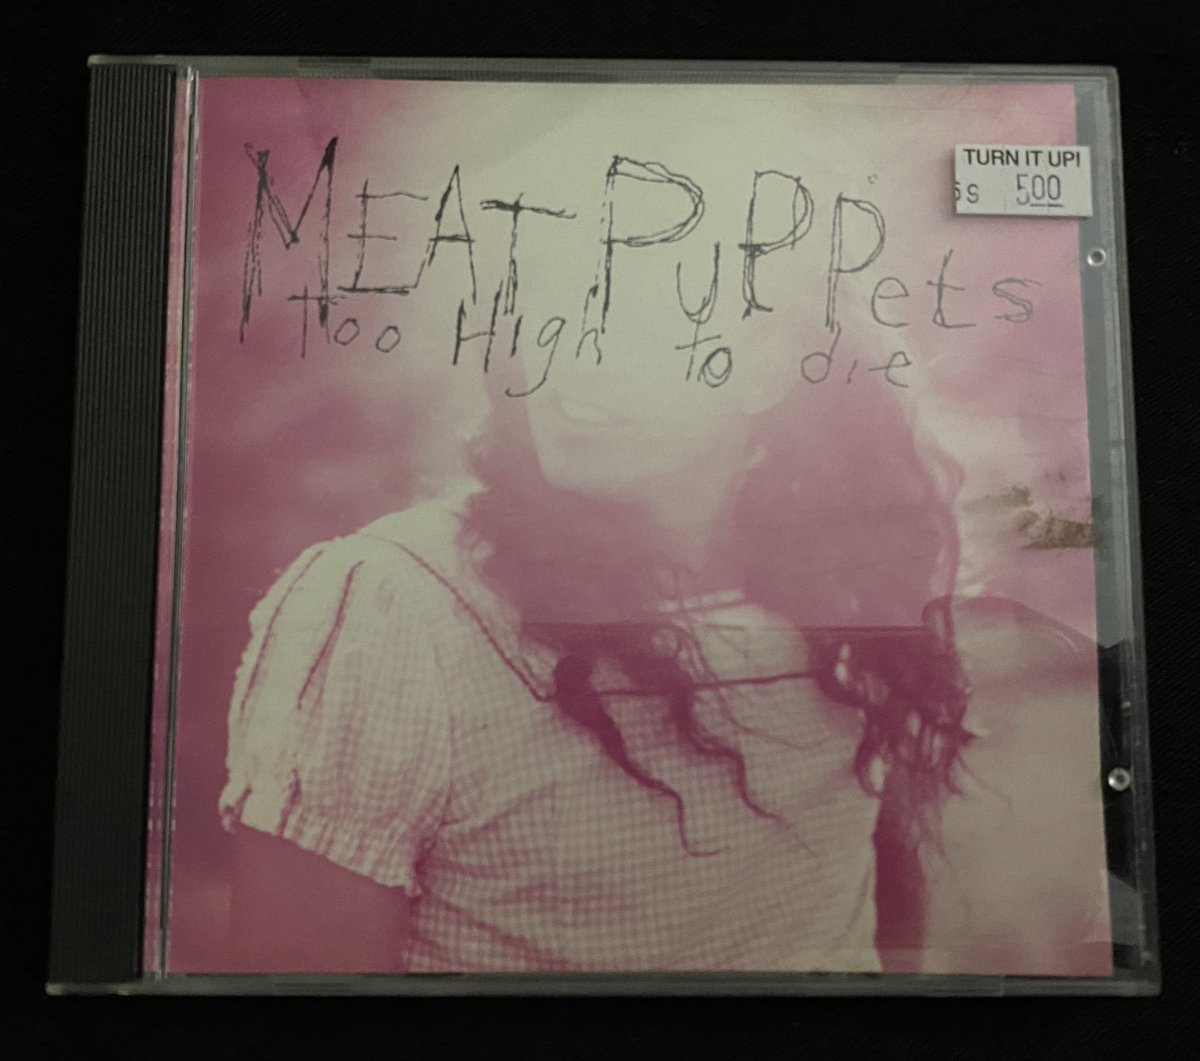 MEAT PUPPets
too High to die
TURN IT UP!
5.00